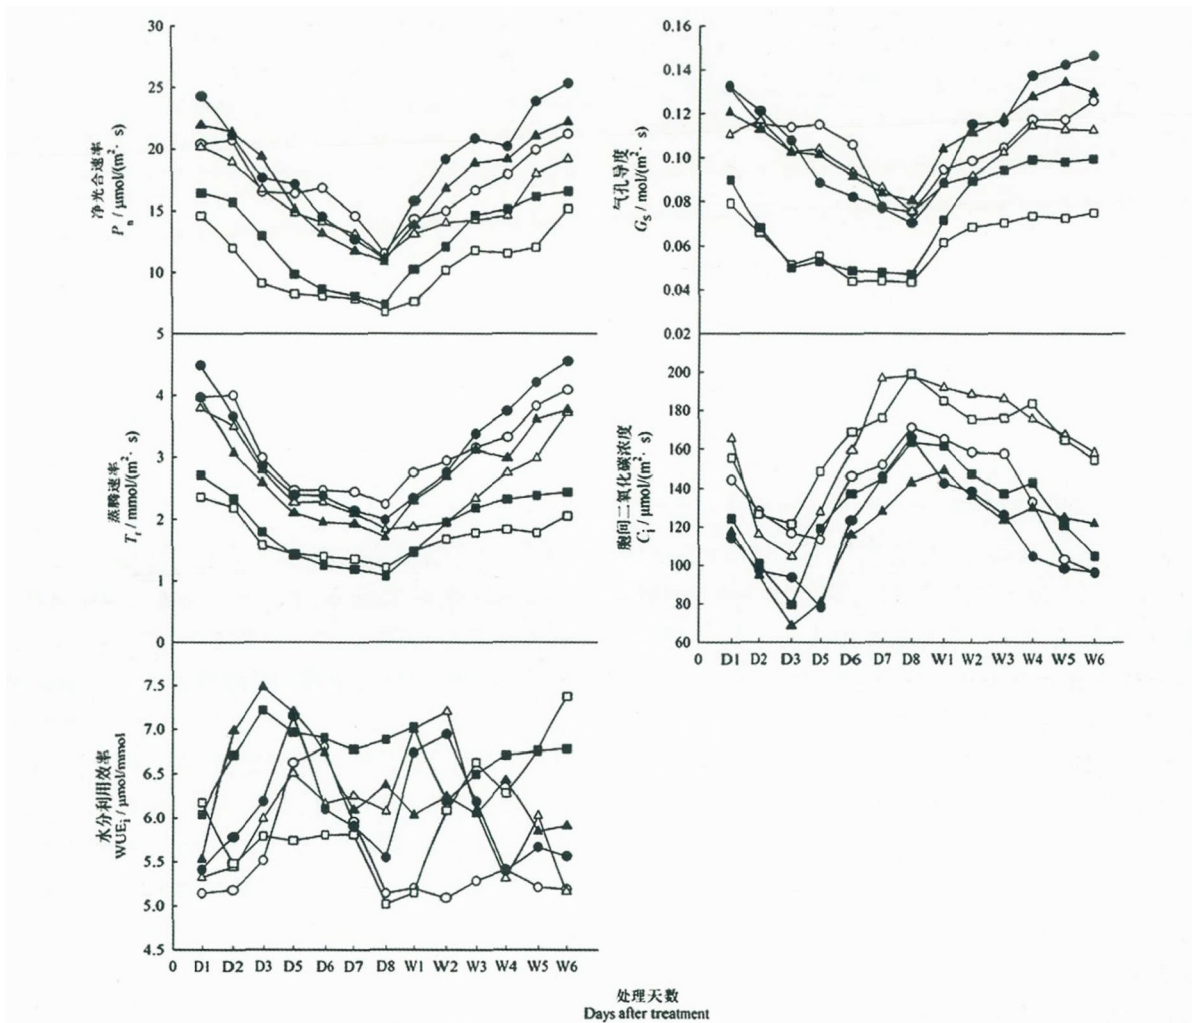 30
25
20
15
10
5
净光合速率
Pn / μmol/(m²· s)
0.16
0.14
0.12
0.10
0.08
0.06
0.04
0.02
气孔导度
GS / mol/(m²· s)
4
3
2
1
0
蒸腾速率
Tr / mmol/(m²· s)
200
180
160
140
120
100
80
60
胞间二氧化碳浓度
Ci / μmol/(m²· s)
0 D1 D2 D3 D5 D6 D7 D8 W1 W2 W3 W4 W5 W6
7.5
7.0
6.5
6.0
5.5
5.0
4.5
水分利用效率
WUEi / μmol/mmol
0 D1 D2 D3 D5 D6 D7 D8 W1 W2 W3 W4 W5 W6
处理天数
Days after treatment